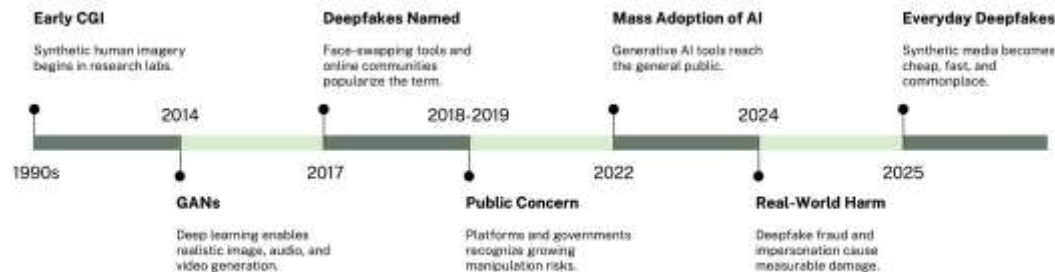 Early CGI
Synthetic human imagery
begins in research labs.
Deepfakes Named
Face-swapping tools and
online communities
popularize the term.
Mass Adoption of AI
Generative AI tools reach
the general public.
Everyday Deepfakes
Synthetic media becomes
cheap, fast, and
commonplace.
2014
2018-2019
2024
1990s
2017
2022
2025
GANs
Deep learning enables
realistic image, audio, and
video generation.
Public Concern
Platforms and governments
recognize growing
manipulation risks.
Real-World Harm
Deepfake fraud and
impersonation cause
measurable damage.